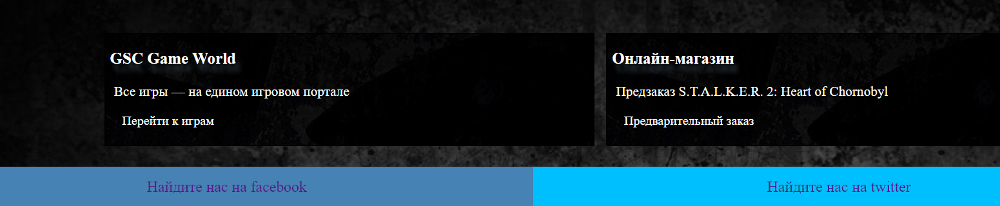 GSC Game World
Все игры — на едином игровом портале
Перейти к играм
Онлайн-магазин
Предзаказ S.T.A.L.K.E.R. 2: Heart of Chornobyl
Предварительный заказ
Найдите нас на facebook
Найдите нас на twitter